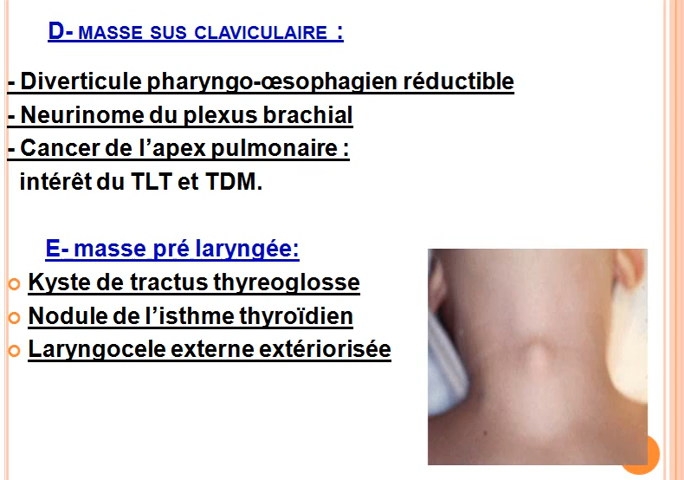 D- MASSE SUS CLAVICULAIRE :
- Diverticule pharyngo-œsophagien réductible
- Neurinome du plexus brachial
- Cancer de l’apex pulmonaire :
intérêt du TLT et TDM.
E- masse pré laryngée:
Kyste de tractus thyreoglosse
Nodule de l’isthme thyroïdien
Laryngocele externe extériorisée